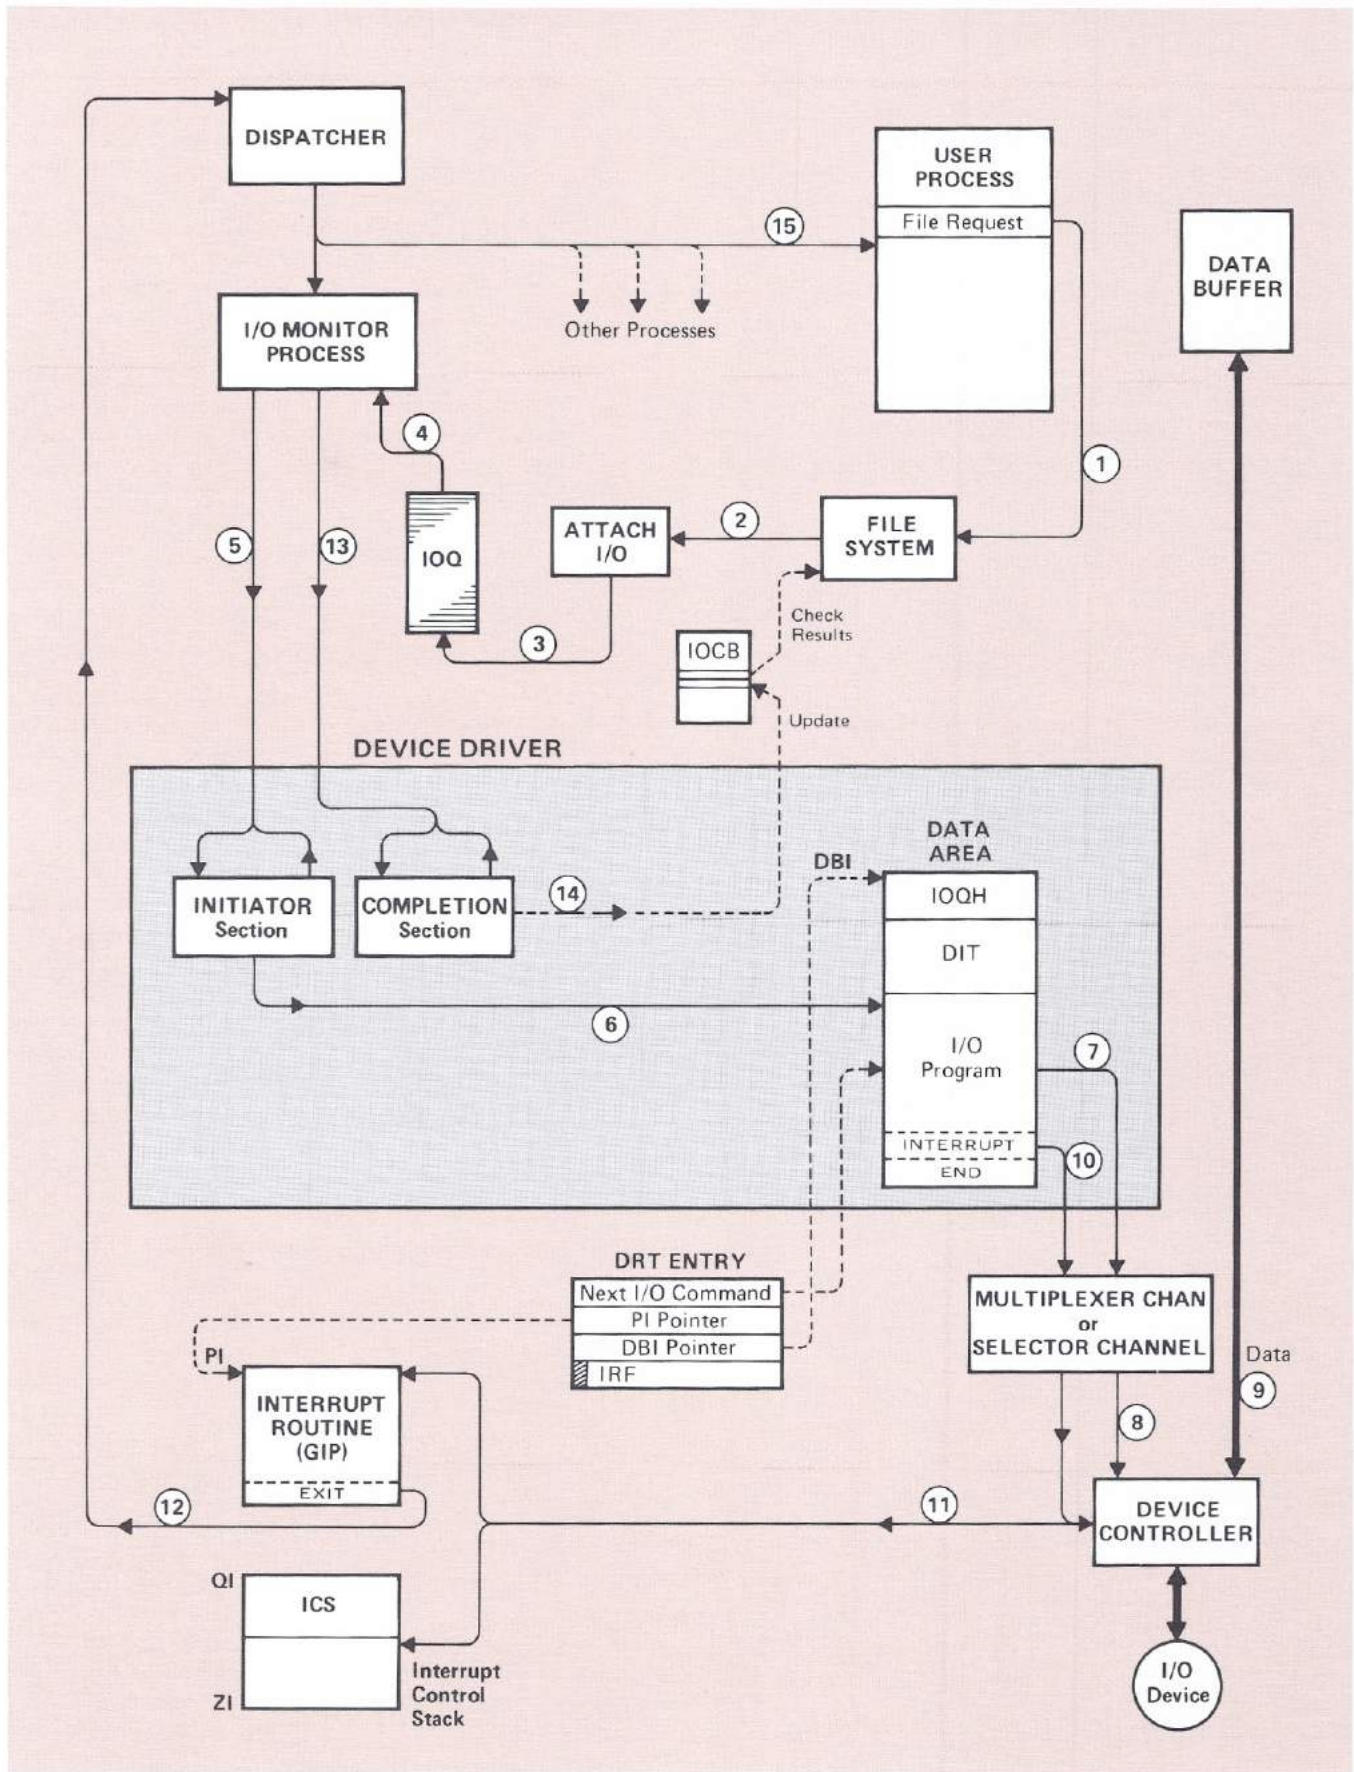 DISPATCHER
USER
PROCESS
File Request
15
DATA
BUFFER
I/O MONITOR
PROCESS
Other Processes
4
1
5
13
IOQ
ATTACH
I/O
2
FILE
SYSTEM
3
Check
Results
IOCB
Update
DEVICE DRIVER
DATA
AREA
DBI
INITIATOR
Section
COMPLETION
Section
14
IOQH
DIT
6
I/O
Program
7
INTERRUPT
10
END
DRT ENTRY
Next I/O Command
PI Pointer
DBI Pointer
IRF
MULTIPLEXER CHAN
or
SELECTOR CHANNEL
PI
INTERRUPT
ROUTINE
(GIP)
EXIT
Data
9
8
12
11
DEVICE
CONTROLLER
QI
ICS
ZI
Interrupt
Control
Stack
I/O
Device